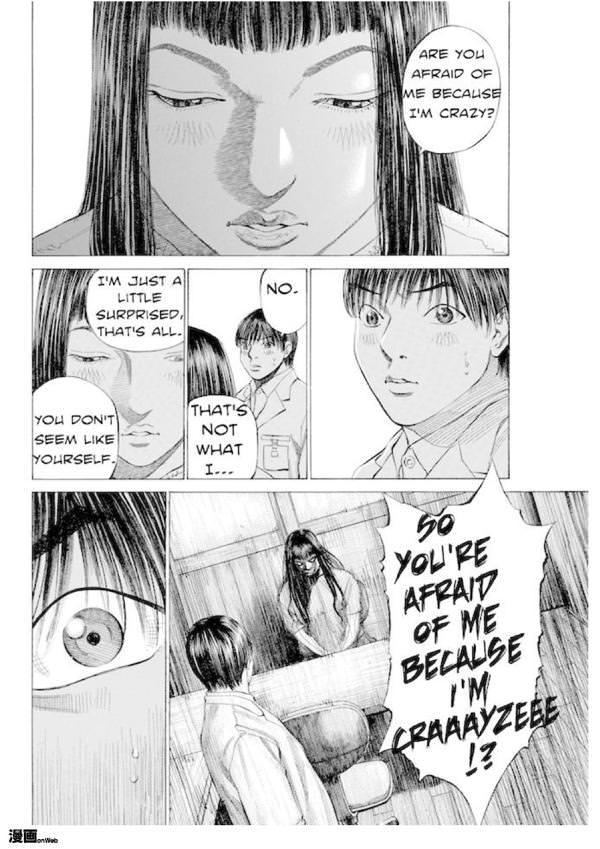 ARE YOU
AFRAID OF
ME BECAUSE
I'M CRAZY?
NO.
THAT'S
NOT
WHAT
I...
I'M JUST A
LITTLE
SURPRISED,
THAT'S ALL.
YOU DON'T
SEEM LIKE
YOURSELF.
SO
YOU'RE
AFRAID
OF ME
BECAUSE
I'M
CRAAAYZEEE
!?
漫画onWeb